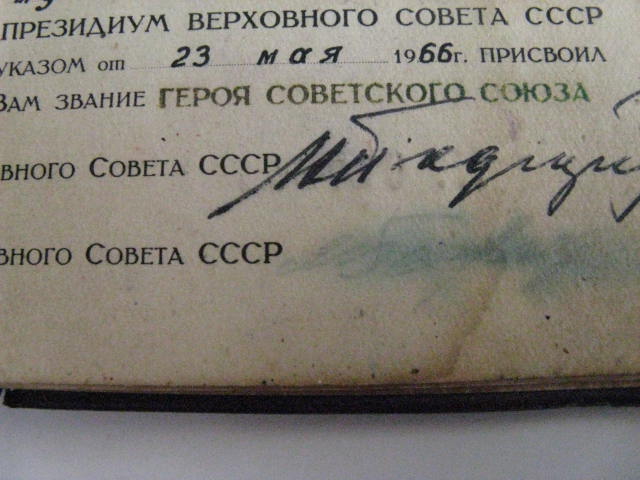 ПРЕЗИДИУМ ВЕРХОВНОГО СОВЕТА СССР
УКАЗОМ от 23 мая 1966г. ПРИСВОИЛ
ВАМ ЗВАНИЕ ГЕРОЯ СОВЕТСКОГО СОЮЗА
ВНОГО СОВЕТА СССР
ВНОГО СОВЕТА СССР